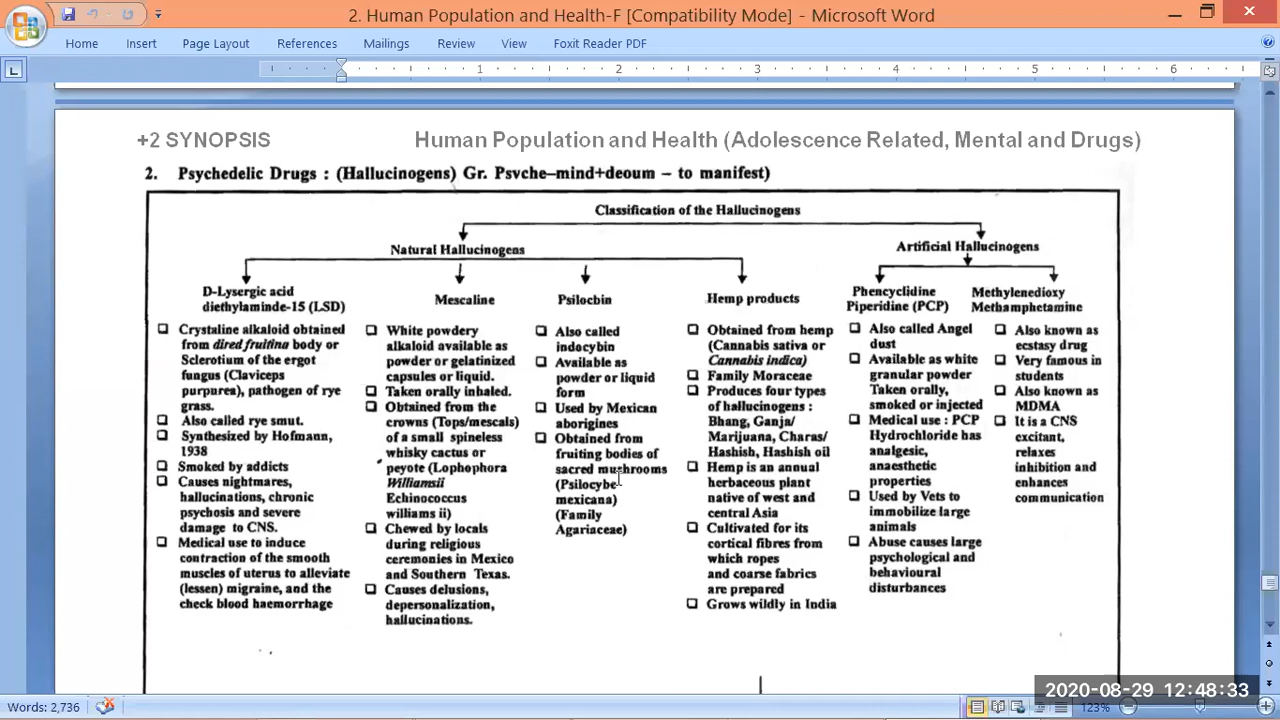 2. Human Population and Health-F [Compatibility Mode] - Microsoft Word
Home Insert Page Layout References Mailings Review View Foxit Reader PDF
1 2 3 4 5 6
+2 SYNOPSIS Human Population and Health (Adolescence Related, Mental and Drugs)
2. Psychedelic Drugs : (Hallucinogens) Gr. Psvche–mind+deoum – to manifest)
Classification of the Hallucinogens
Natural Hallucinogens
Artificial Hallucinogens
D-Lysergic acid
diethylaminde-15 (LSD)
Crystaline alkaloid obtained
from dired fruitina body or
Sclerotium of the ergot
fungus (Claviceps
purpurea), pathogen of rye
grass.
Also called rye smut.
Synthesized by Hofmann,
1938
Smoked by addicts
Causes nightmares,
hallucinations, chronic
psychosis and severe
damage to CNS.
Medical use to induce
contraction of the smooth
muscles of uterus to alleviate
(lessen) migraine, and the
check blood haemorrhage
Mescaline
White powdery
alkaloid available as
powder or gelatinized
capsules or liquid.
Taken orally inhaled.
Obtained from the
crowns (Tops/mescals)
of a small spineless
whisky cactus or
peyote (Lophophora
Williamsii
Echinococcus
williams ii)
Chewed by locals
during religious
ceremonies in Mexico
and Southern Texas.
Causes delusions,
depersonalization,
hallucinations.
Psilocbin
Also called
indocybin
Available as
powder or liquid
form
Used by Mexican
aborigines
Obtained from
fruiting bodies of
sacred mushrooms
(Psilocybe
mexicana)
(Family
Agariaceae)
Hemp products
Obtained from hemp
(Cannabis sativa or
Cannabis indica)
Family Moraceae
Produces four types
of hallucinogens :
Bhang, Ganja/
Marijuana, Charas/
Hashish, Hashish oil
Hemp is an annual
herbaceous plant
native of west and
central Asia
Cultivated for its
cortical fibres from
which ropes
and coarse fabrics
are prepared
Grows wildly in India
Phencyclidine
Piperidine (PCP)
Also called Angel
dust
Available as white
granular powder
Taken orally,
smoked or injected
Medical use : PCP
Hydrochloride has
analgesic,
anaesthetic
properties
Used by Vets to
immobilize large
animals
Abuse causes large
psychological and
behavioural
disturbances
Methylenedioxy
Methamphetamine
Also known as
ecstasy drug
Very famous in
students
Also known as
MDMA
It is a CNS
excitant,
relaxes
inhibition and
enhances
communication
2020-08-29 12:48:33
Words: 2,736
123%